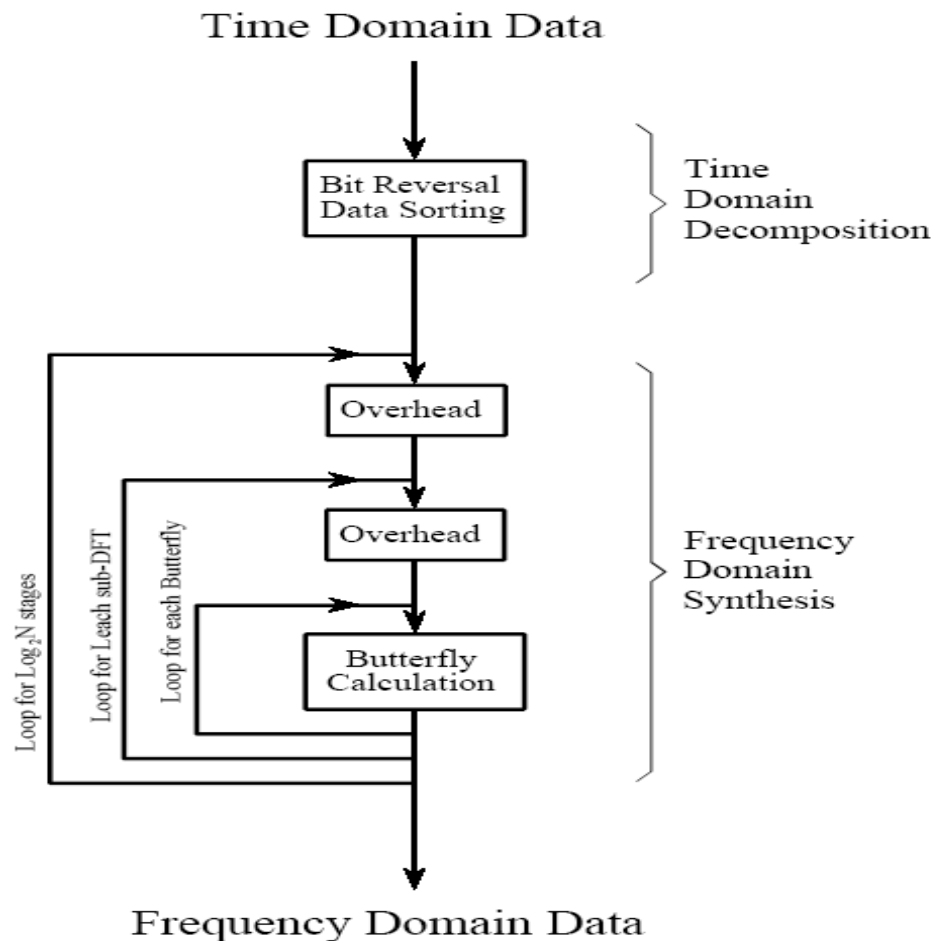 Time Domain Data
Bit Reversal
Data Sorting
Time
Domain
Decomposition
Overhead
Overhead
Butterfly
Calculation
Loop for Log₂N stages
Loop for Leach sub-DFT
Loop for each Butterfly
Frequency
Domain
Synthesis
Frequency Domain Data